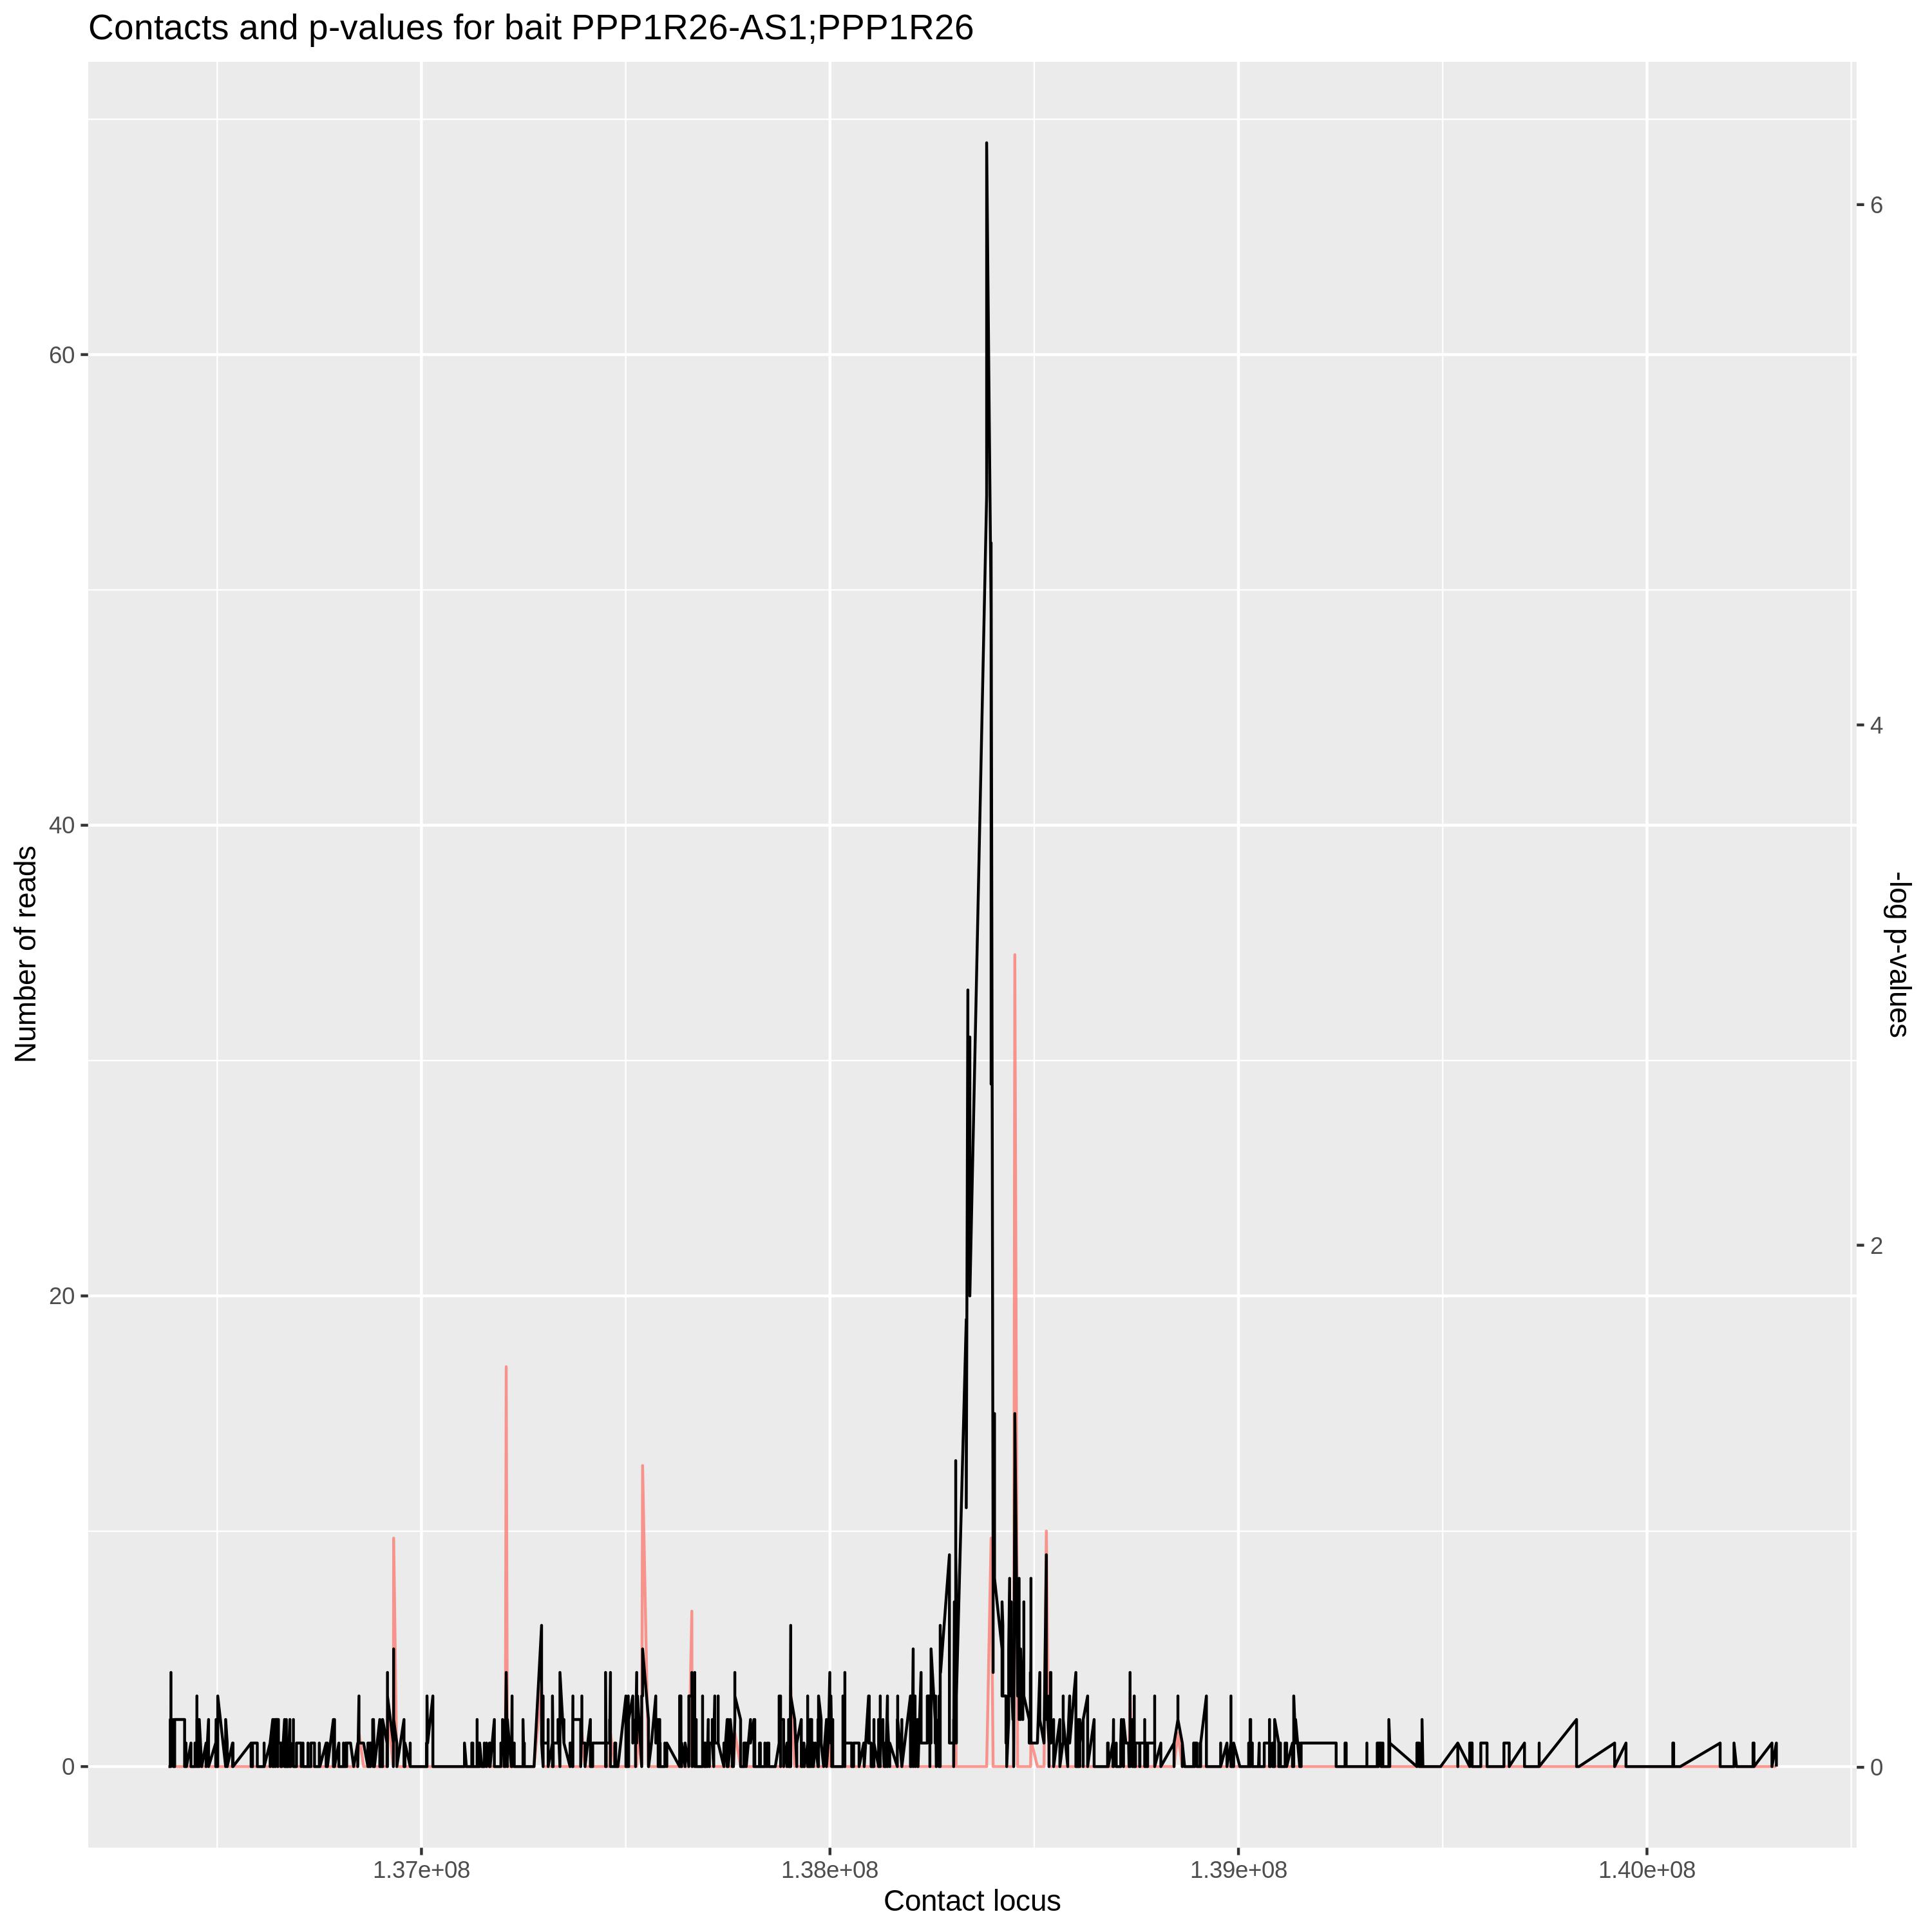 Contacts and p-values for bait PPP1R26-AS1;PPP1R26
Number of reads
60
40
20
0
6
4
2
0
-log p-values
1.37e+08
1.38e+08
1.39e+08
1.40e+08
Contact locus